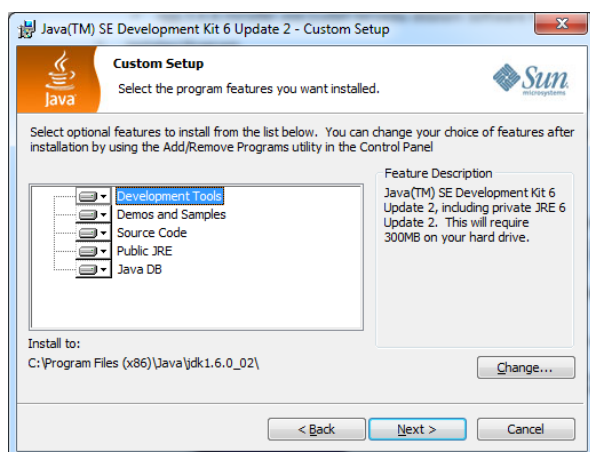 Java(TM) SE Development Kit 6 Update 2 - Custom Setup
Java
Custom Setup
Select the program features you want installed.
Sun
microsystems
Select optional features to install from the list below. You can change your choice of features after
installation by using the Add/Remove Programs utility in the Control Panel
Development Tools
Demos and Samples
Source Code
Public JRE
Java DB
Feature Description
Java(TM) SE Development Kit 6
Update 2, including private JRE 6
Update 2. This will require
300MB on your hard drive.
Install to:
C:\Program Files (x86)\Java\jdk1.6.0_02\
Change...
< Back
Next >
Cancel